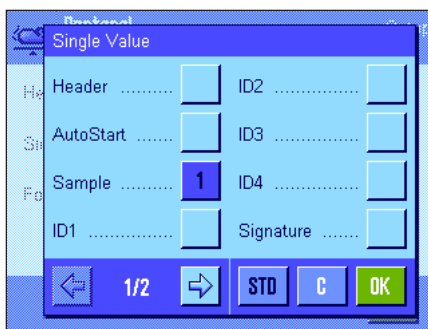 Single Value
Header .......... ID2 ................
AutoStart ....... ID3 ................
Sample .......... 1 ID4 ................
ID1 ............... Signature .......
1/2 STD C OK